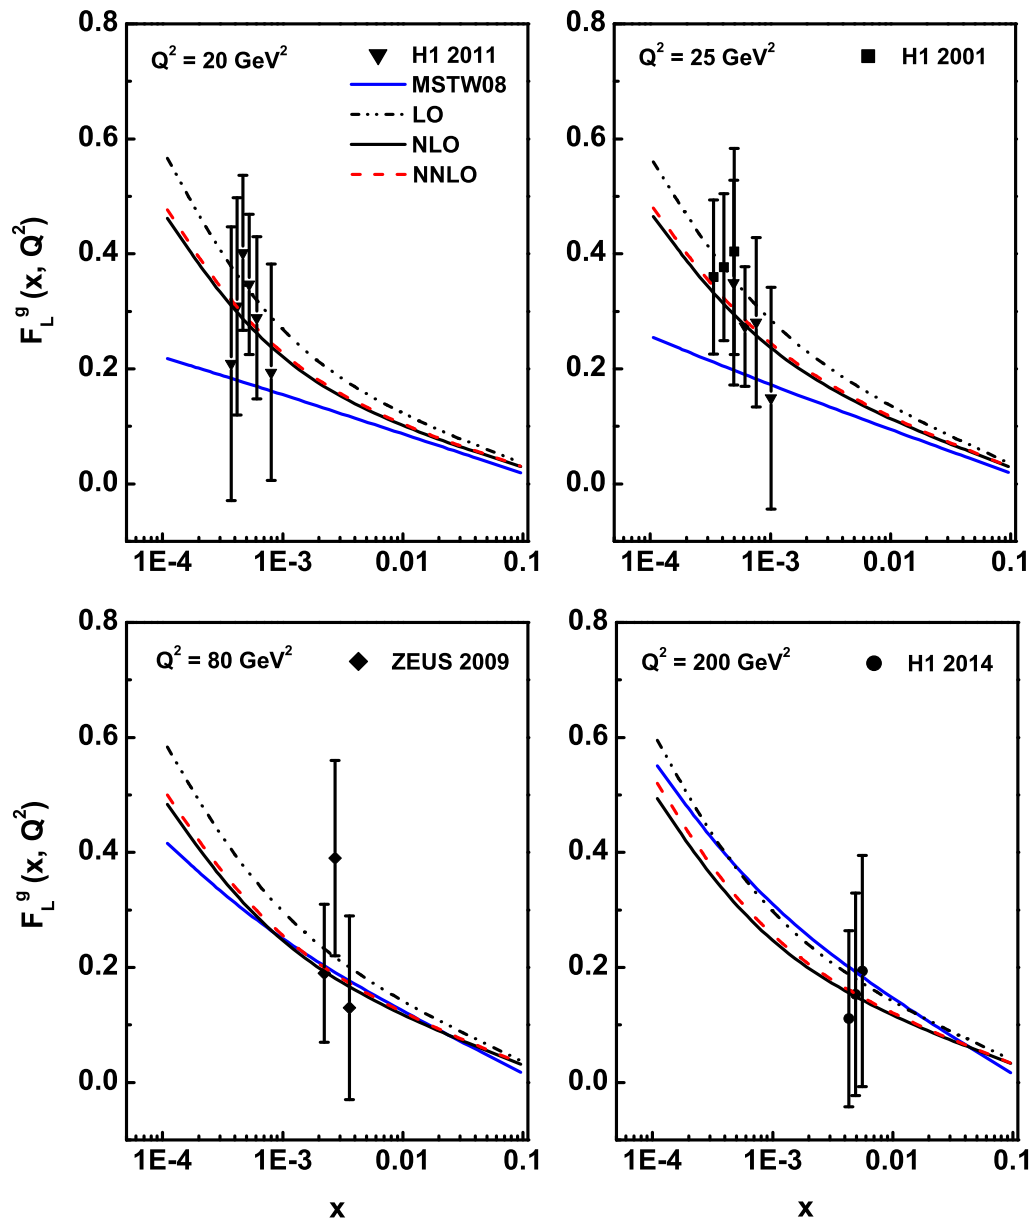 0.8
0.6
0.4
0.2
0.0
F_L^g (x, Q²)
Q² = 20 GeV²
H1 2011
MSTW08
LO
NLO
NNLO
1E-4 1E-3 0.01 0.1
0.8
0.6
0.4
0.2
0.0
Q² = 25 GeV²
H1 2001
1E-4 1E-3 0.01 0.1
0.8
0.6
0.4
0.2
0.0
F_L^g (x, Q²)
Q² = 80 GeV²
ZEUS 2009
1E-4 1E-3 0.01 0.1
x
0.8
0.6
0.4
0.2
0.0
Q² = 200 GeV²
H1 2014
1E-4 1E-3 0.01 0.1
x